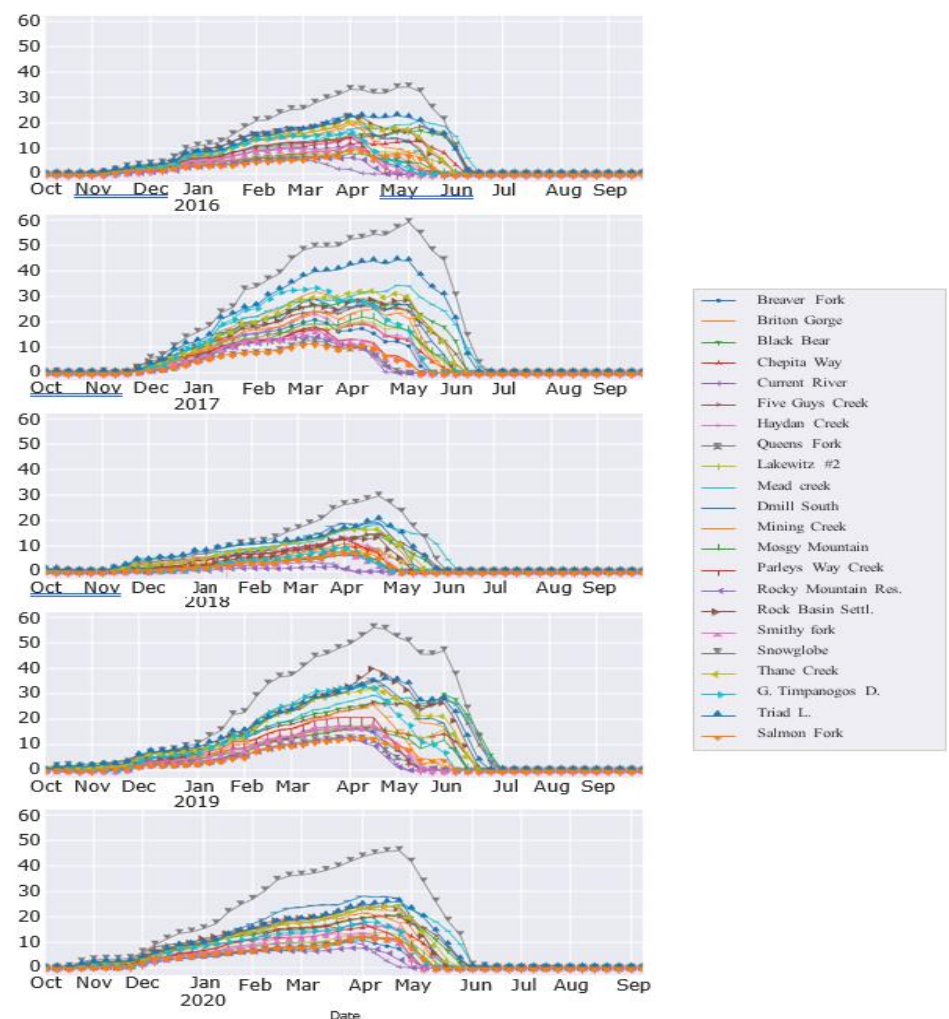 60
50
40
30
20
10
0
Oct Nov Dec Jan Feb Mar Apr May Jun Jul Aug Sep
2016
60
50
40
30
20
10
0
Oct Nov Dec Jan Feb Mar Apr May Jun Jul Aug Sep
2017
60
50
40
30
20
10
0
Oct Nov Dec Jan Feb Mar Apr May Jun Jul Aug Sep
2018
60
50
40
30
20
10
0
Oct Nov Dec Jan Feb Mar Apr May Jun Jul Aug Sep
2019
60
50
40
30
20
10
0
Oct Nov Dec Jan Feb Mar Apr May Jun Jul Aug Sep
2020
Date
Breaver Fork
Briton Gorge
Black Bear
Chepita Way
Current River
Five Guys Creek
Haydan Creek
Queens Fork
Lakewitz #2
Mead creek
Dmill South
Mining Creek
Mosgy Mountain
Parleys Way Creek
Rocky Mountain Res.
Rock Basin Settl.
Smithy fork
Snowglobe
Thane Creek
G. Timpanogos D.
Triad L.
Salmon Fork